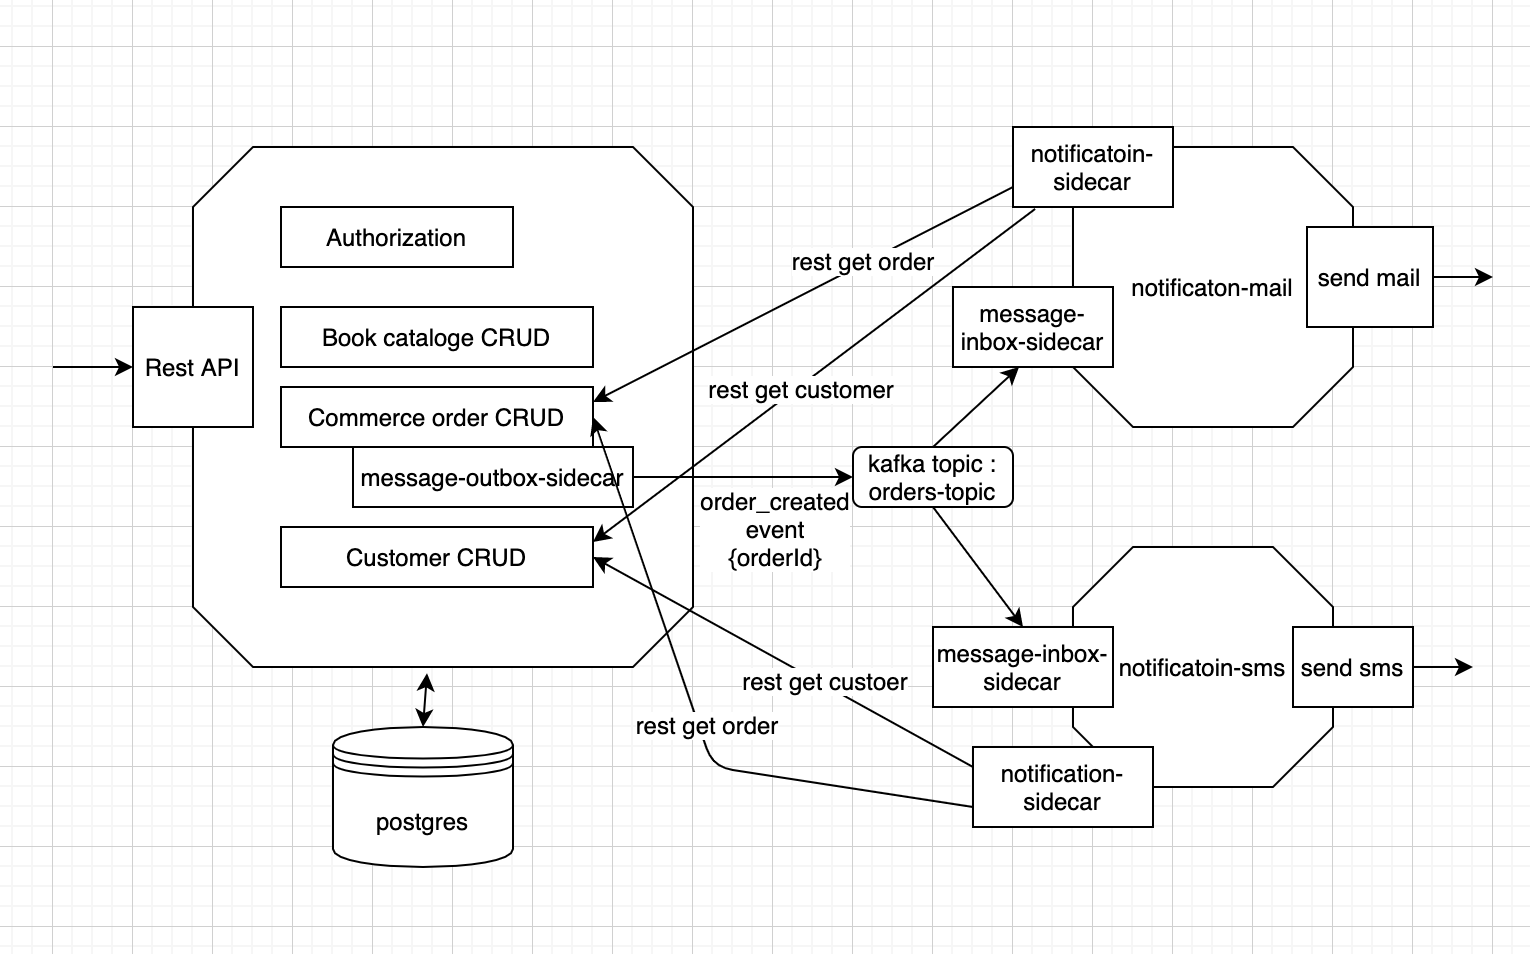 notificatoin-
sidecar
Authorization
rest get order
send mail
notificaton-mail
message-
inbox-sidecar
Book cataloge CRUD
Rest API
rest get customer
Commerce order CRUD
kafka topic :
orders-topic
message-outbox-sidecar
order_created
event
{orderId}
Customer CRUD
message-inbox-
sidecar
notificatoin-sms
send sms
rest get custoer
rest get order
notification-
sidecar
postgres